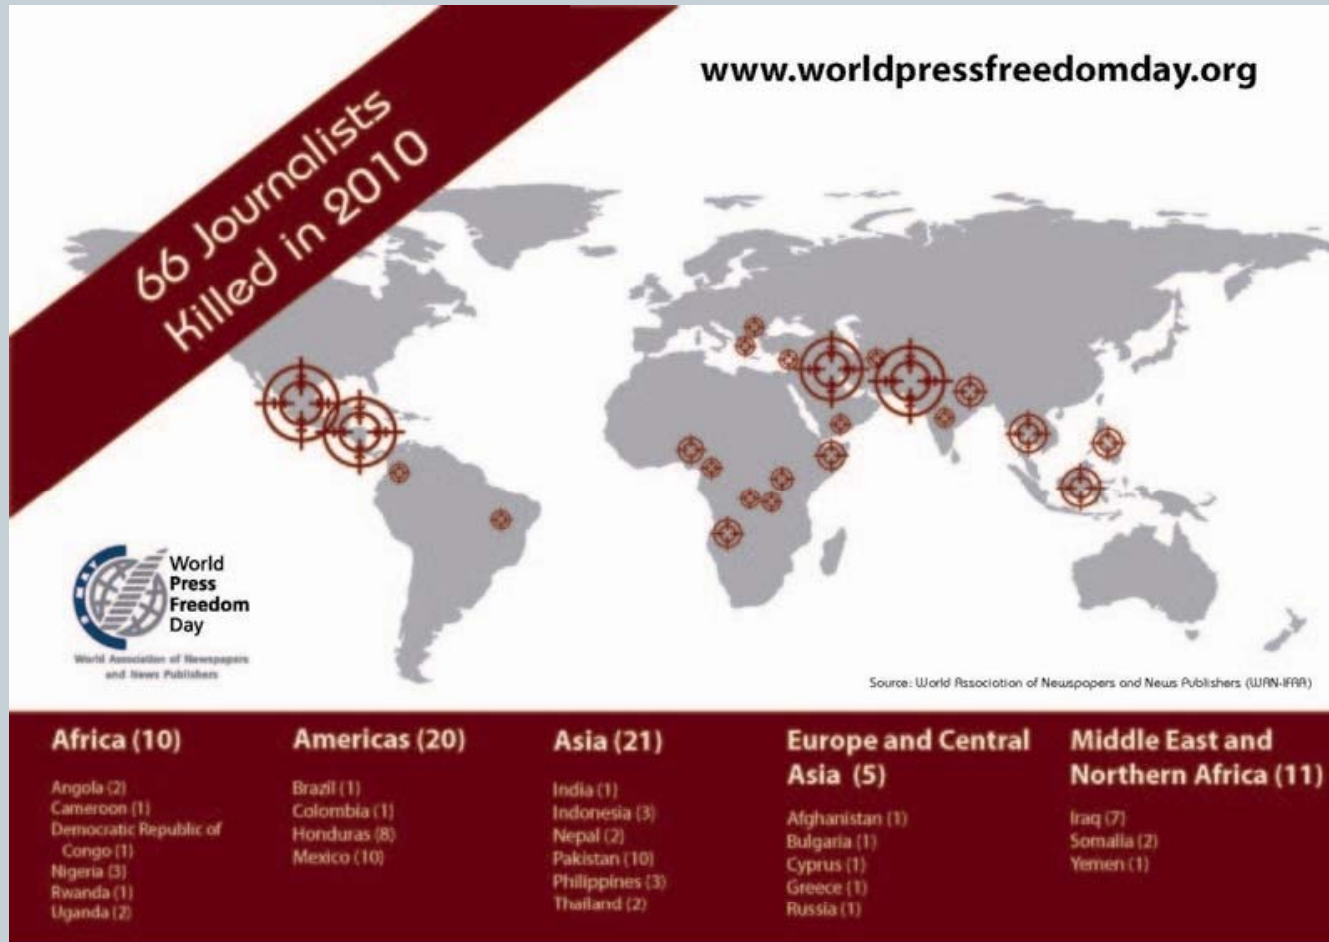 66 Journalists
Killed in 2010
www.worldpressfreedomday.org
MAY
World
Press
Freedom
Day
World Association of Newspapers
and News Publishers
Source: World Association of Newspapers and News Publishers (WAN-IFRA)
Africa (10)
Angola (2)
Cameroon (1)
Democratic Republic of
Congo (1)
Nigeria (3)
Rwanda (1)
Uganda (2)
Americas (20)
Brazil (1)
Colombia (1)
Honduras (8)
Mexico (10)
Asia (21)
India (1)
Indonesia (3)
Nepal (2)
Pakistan (10)
Philippines (3)
Thailand (2)
Europe and Central
Asia (5)
Afghanistan (1)
Bulgaria (1)
Cyprus (1)
Greece (1)
Russia (1)
Middle East and
Northern Africa (11)
Iraq (7)
Somalia (2)
Yemen (1)